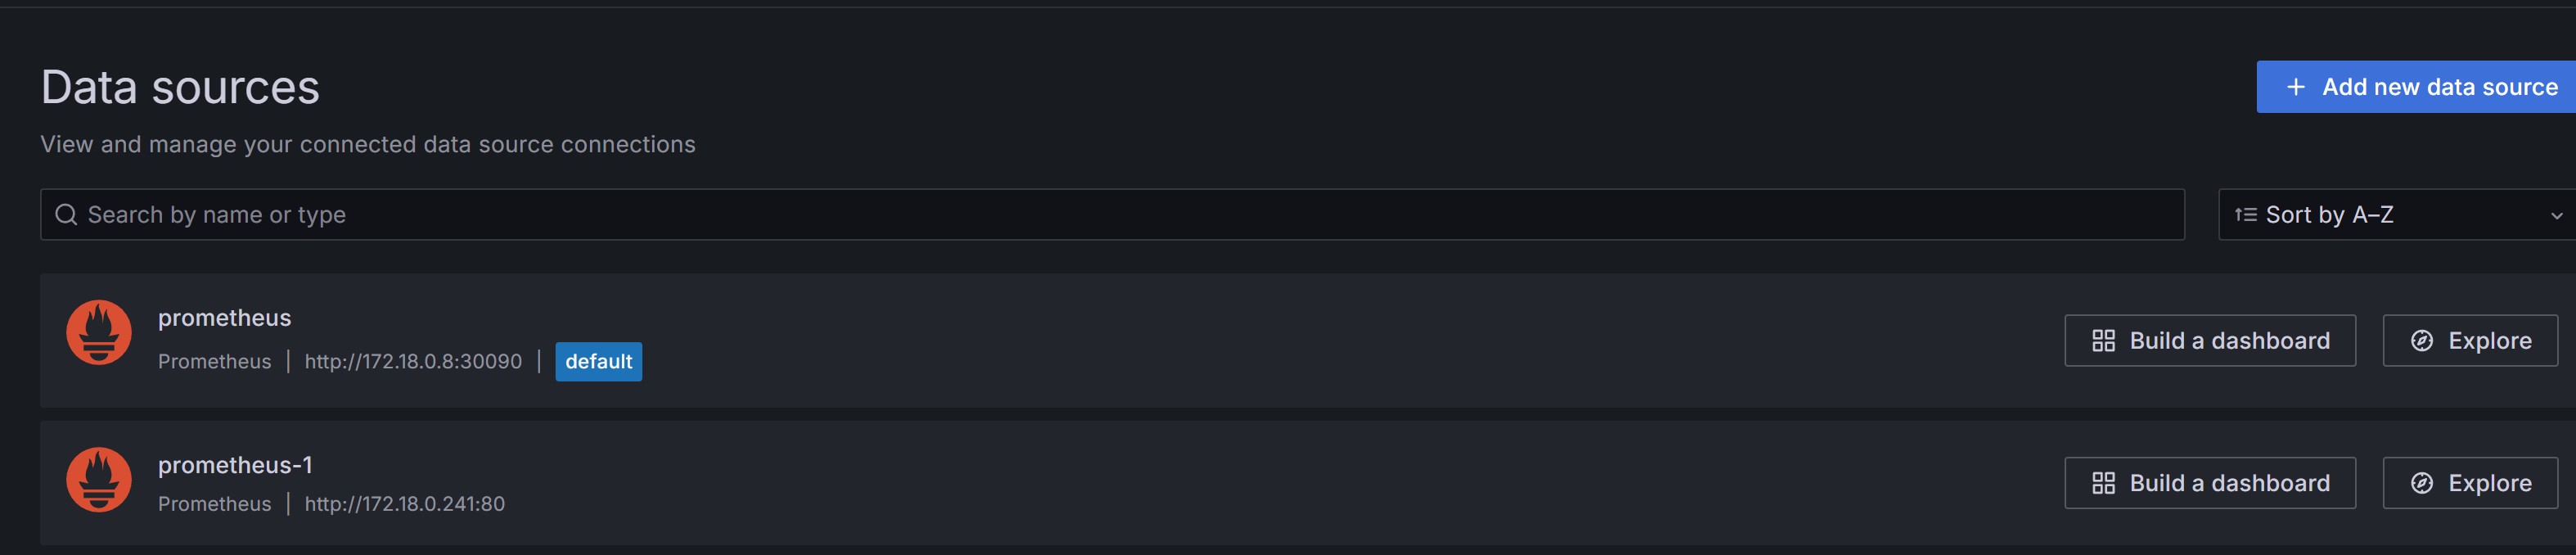 Data sources
+ Add new data source
View and manage your connected data source connections
Search by name or type
Sort by A–Z
prometheus
Prometheus | http://172.18.0.8:30090 | default
Build a dashboard
Explore
prometheus-1
Prometheus | http://172.18.0.241:80
Build a dashboard
Explore